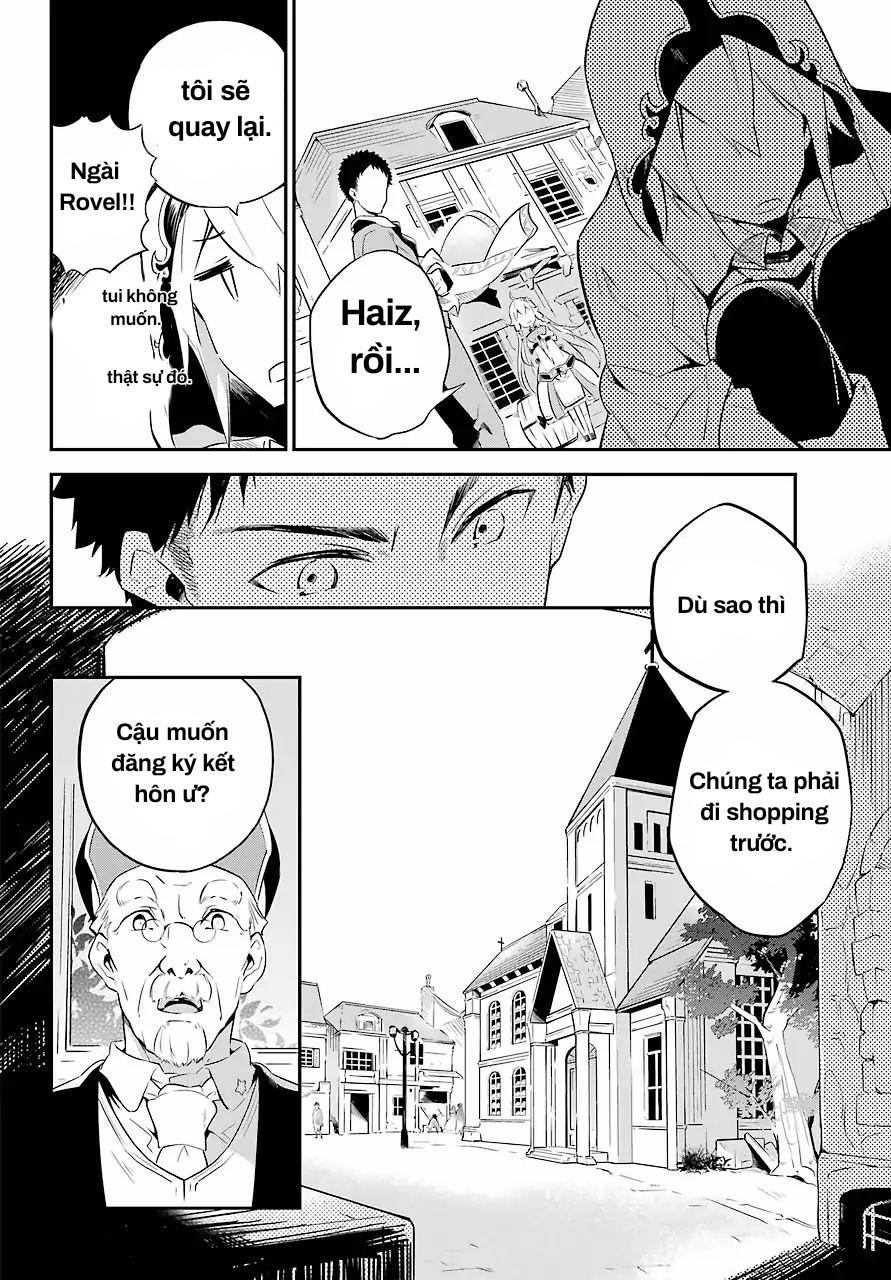 Haiz,
rồi...
tôi sẽ
quay lại.
Ngài
Rovel!!
tui không
muốn.
thật sự đó.
Dù sao thì
Chúng ta phải
đi shopping
trước.
Cậu muốn
đăng ký kết
hôn ư?